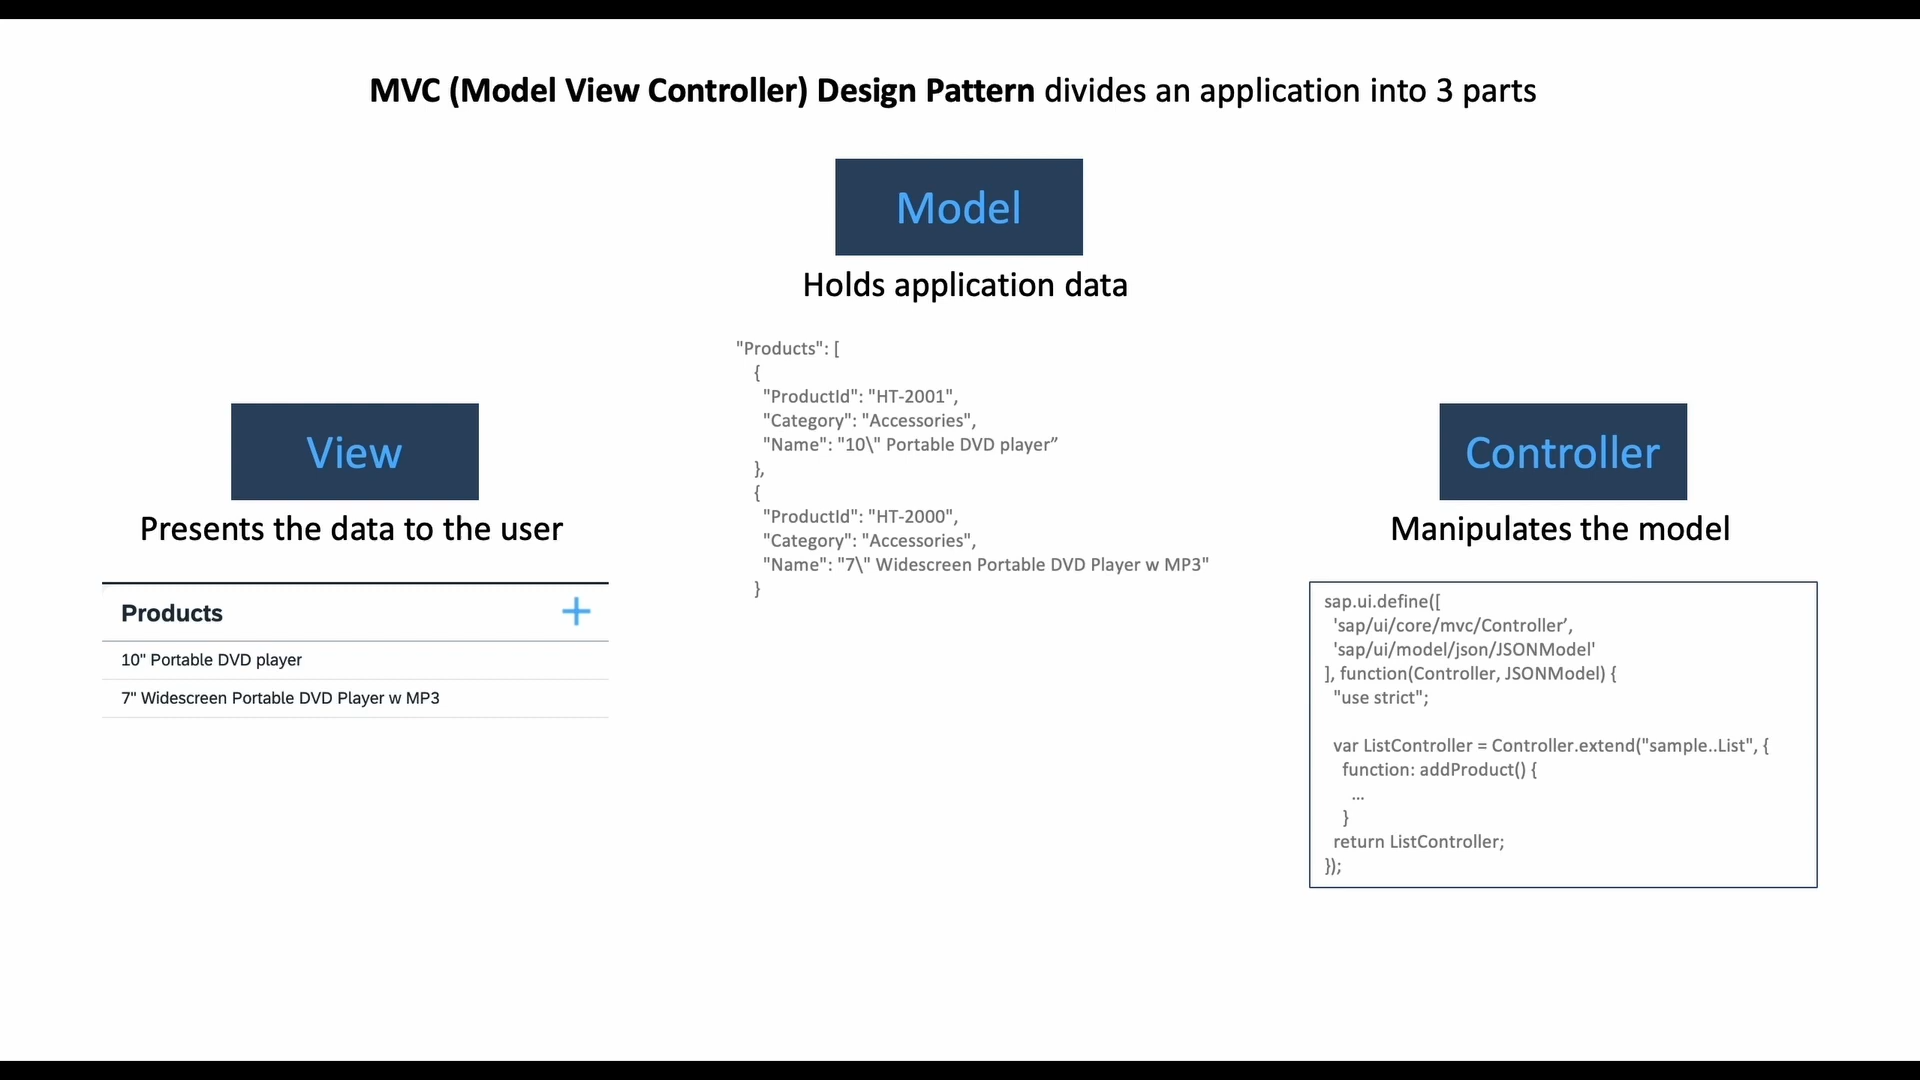 MVC (Model View Controller) Design Pattern divides an application into 3 parts
Model
Holds application data
"Products": [
{
"ProductId": "HT-2001",
"Category": "Accessories",
"Name": "10\" Portable DVD player”
},
{
"ProductId": "HT-2000",
"Category": "Accessories",
"Name": "7\" Widescreen Portable DVD Player w MP3"
}
View
Presents the data to the user
Products
10" Portable DVD player
7" Widescreen Portable DVD Player w MP3
Controller
Manipulates the model
sap.ui.define([
'sap/ui/core/mvc/Controller’,
'sap/ui/model/json/JSONModel'
], function(Controller, JSONModel) {
"use strict";
var ListController = Controller.extend("sample..List", {
function: addProduct() {
...
}
return ListController;
});